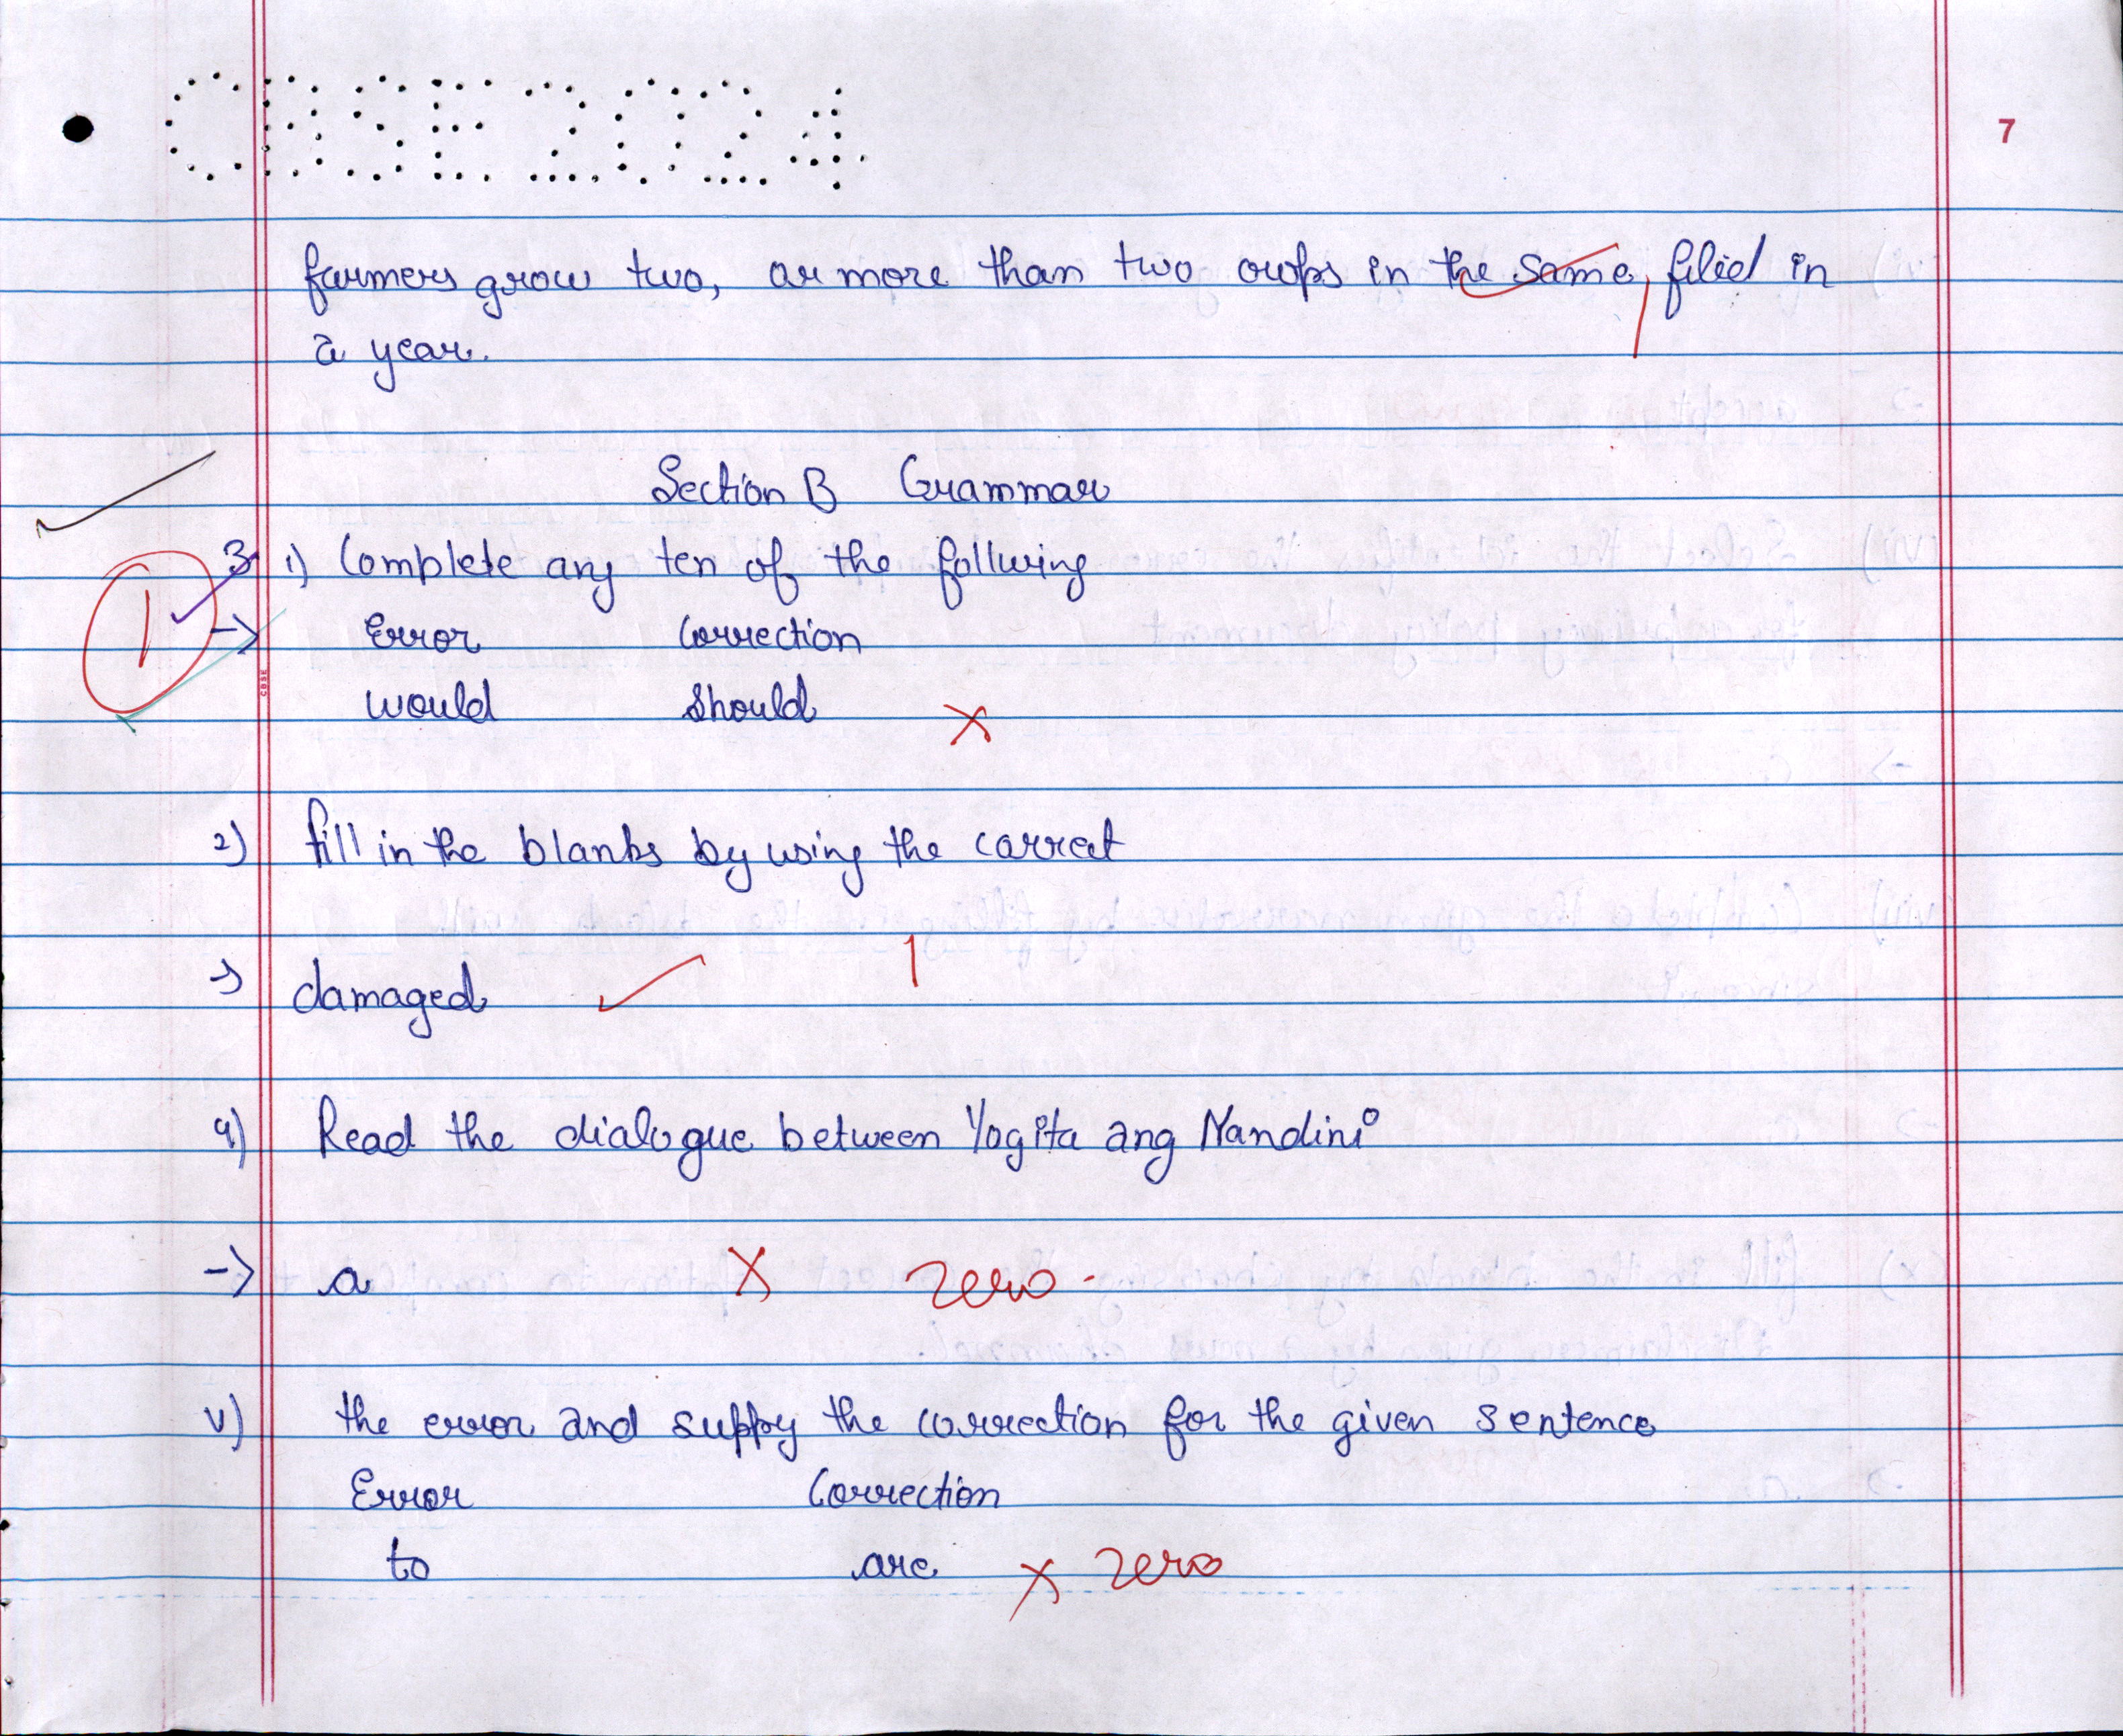 CBSE 2024
7
farmers grow two, or more than two crops in the same filed in
a year.
Section B Grammar
3 i) Complete any ten of the follwing
1 -> Error Correction
CBSE
would should X
2) fill in the blanks by using the carrect
-> damaged 1
4) Read the dialogue between Yogita ang Nandini
-> a X zero
v) the error and supply the correction for the given sentence
Error Correction
to are X zero